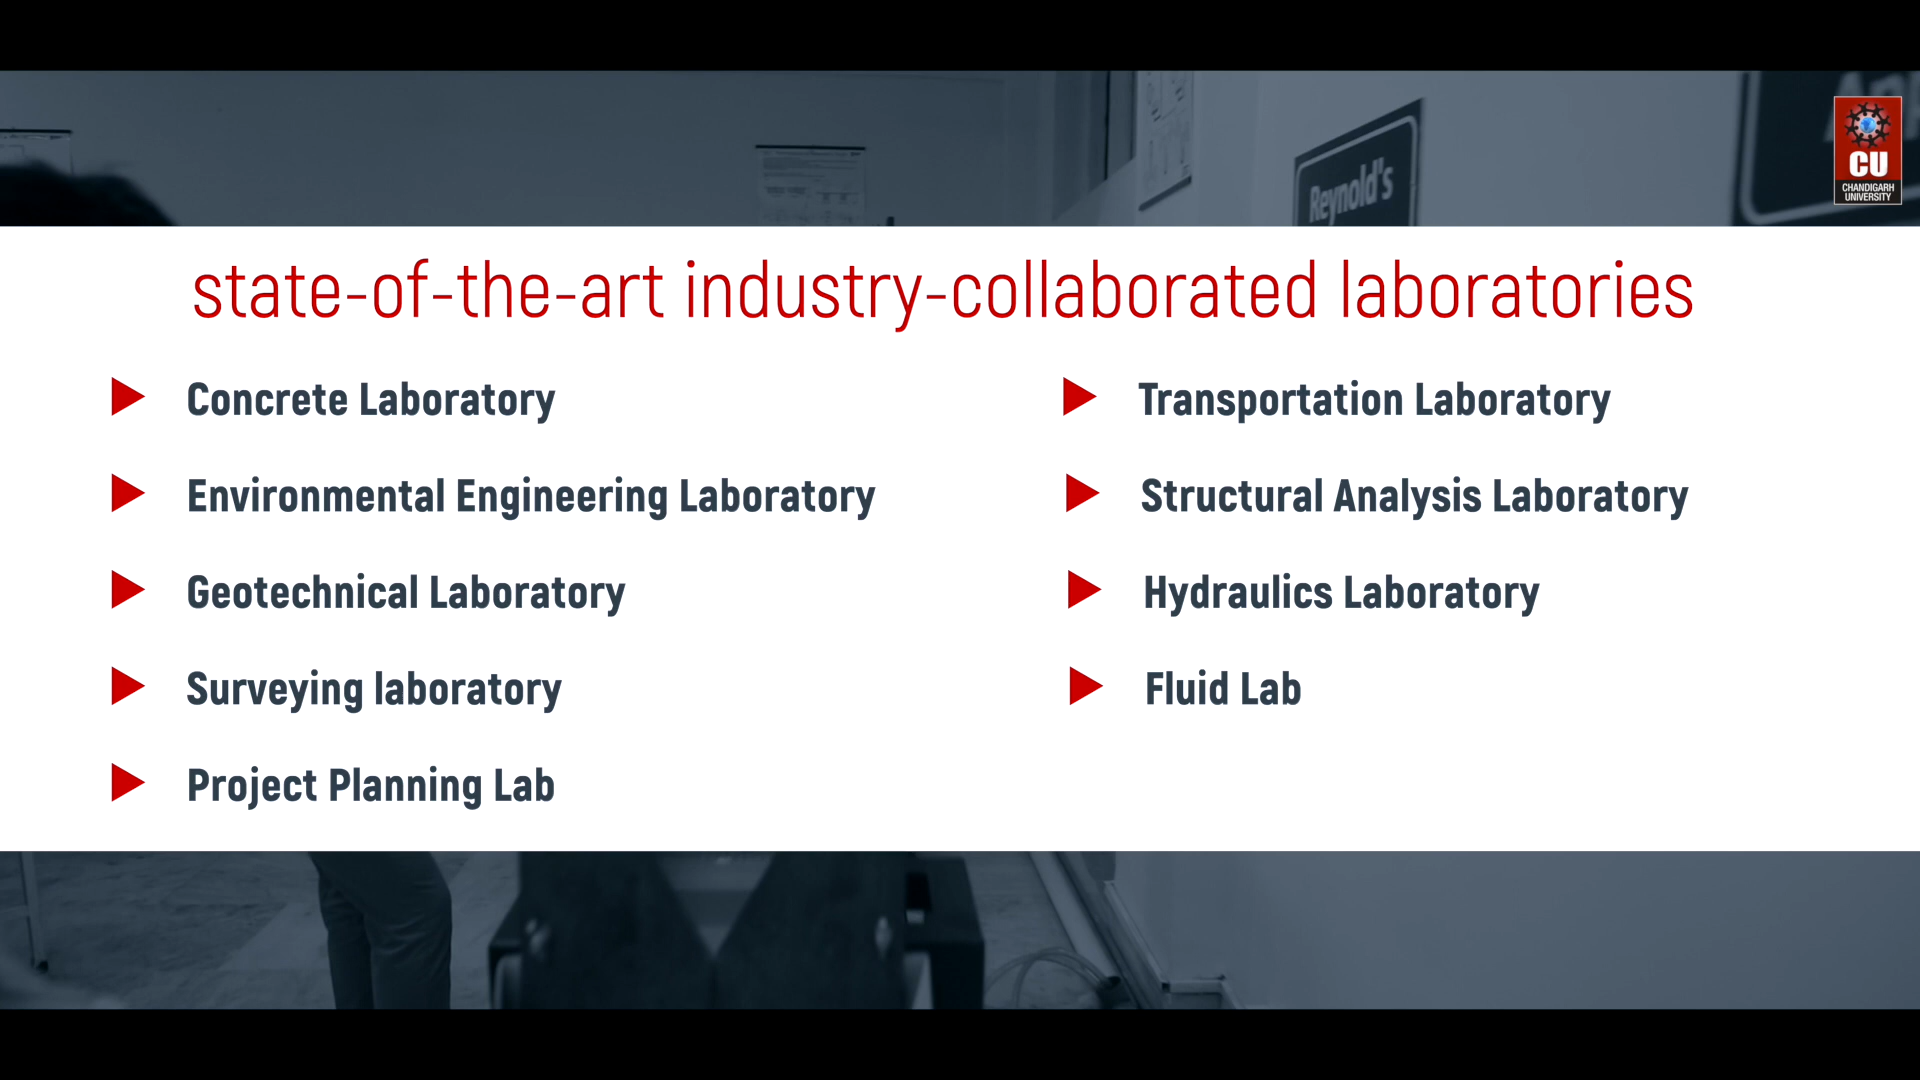 Reynold's
CU
CHANDIGARH
UNIVERSITY
state-of-the-art industry-collaborated laboratories
Concrete Laboratory
Environmental Engineering Laboratory
Geotechnical Laboratory
Surveying laboratory
Project Planning Lab
Transportation Laboratory
Structural Analysis Laboratory
Hydraulics Laboratory
Fluid Lab